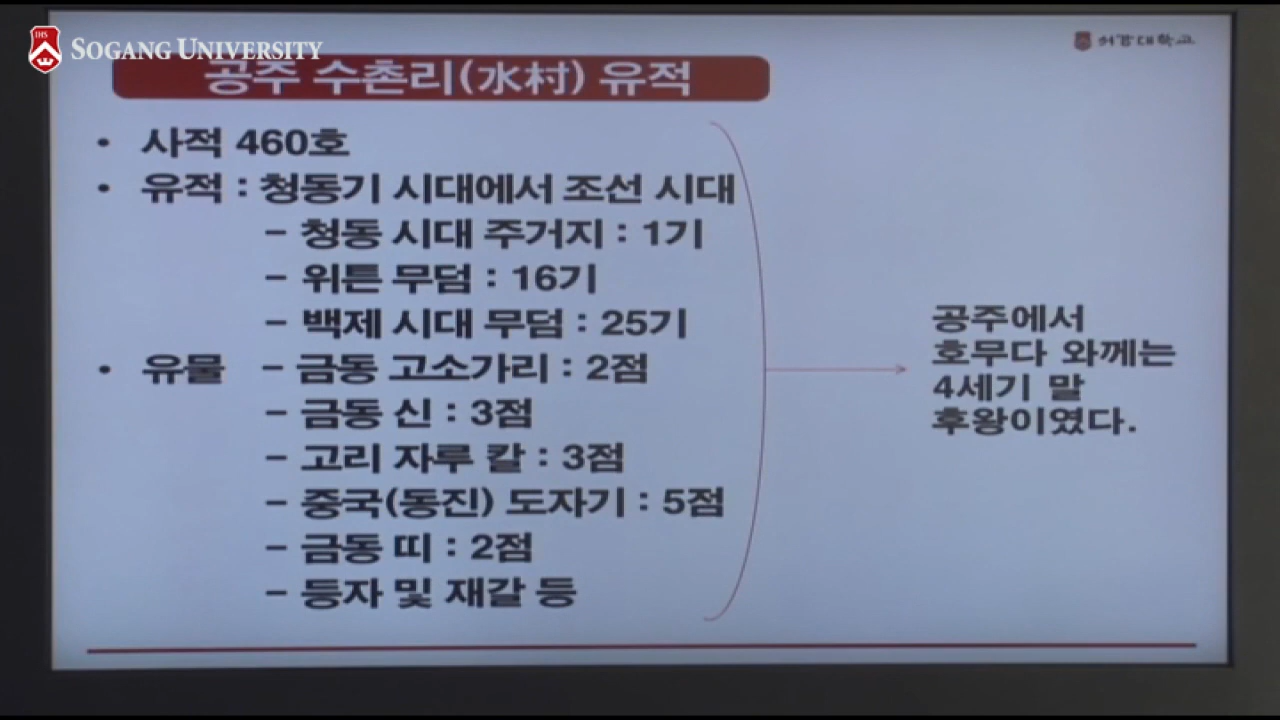 IHS
SOGANG UNIVERSITY
서강대학교
공주 수촌리(水村) 유적
• 사적 460호
• 유적 : 청동기 시대에서 조선 시대
– 청동 시대 주거지 : 1기
– 위튼 무덤 : 16기
– 백제 시대 무덤 : 25기
• 유물 – 금동 고소가리 : 2점
– 금동 신 : 3점
– 고리 자루 칼 : 3점
– 중국(동진) 도자기 : 5점
– 금동 띠 : 2점
– 등자 및 재갈 등
공주에서
호무다 와께는
4세기 말
후왕이였다.